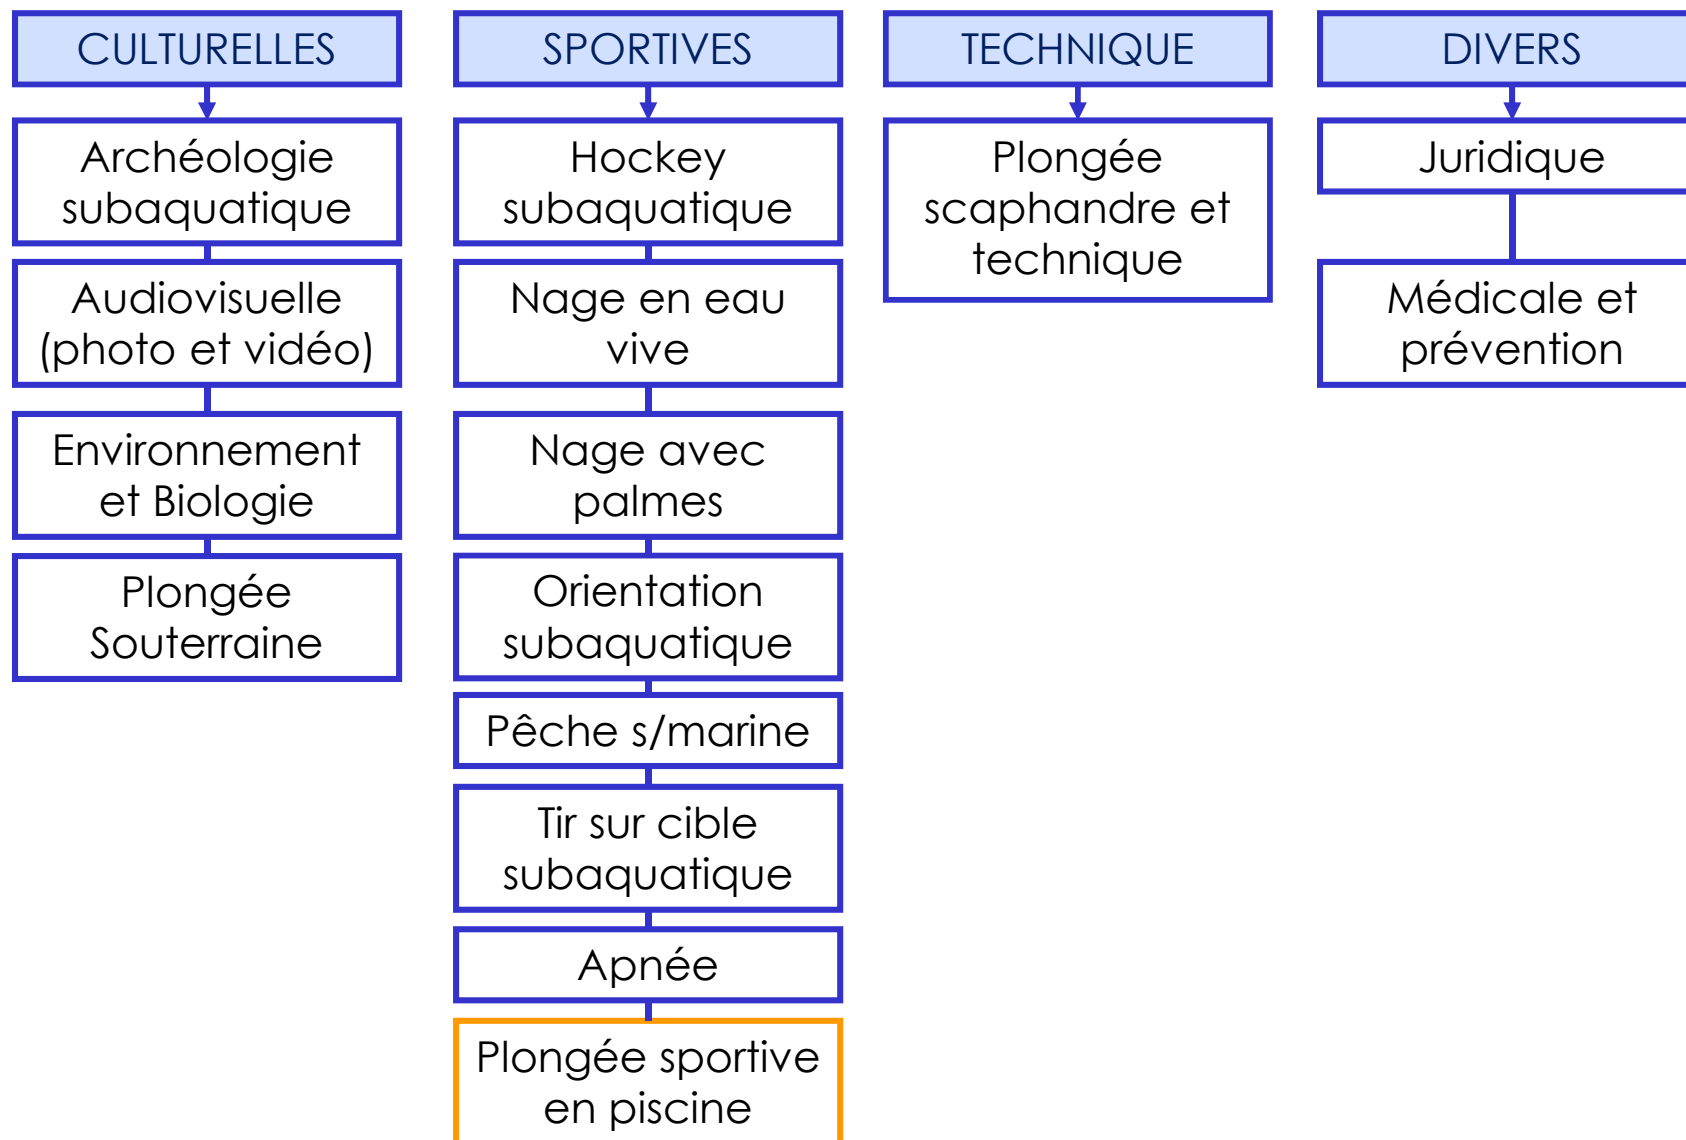 CULTURELLES
Archéologie
subaquatique
Audiovisuelle
(photo et vidéo)
Environnement
et Biologie
Plongée
Souterraine
SPORTIVES
Hockey
subaquatique
Nage en eau
vive
Nage avec
palmes
Orientation
subaquatique
Pêche s/marine
Tir sur cible
subaquatique
Apnée
Plongée sportive
en piscine
TECHNIQUE
Plongée
scaphandre et
technique
DIVERS
Juridique
Médicale et
prévention